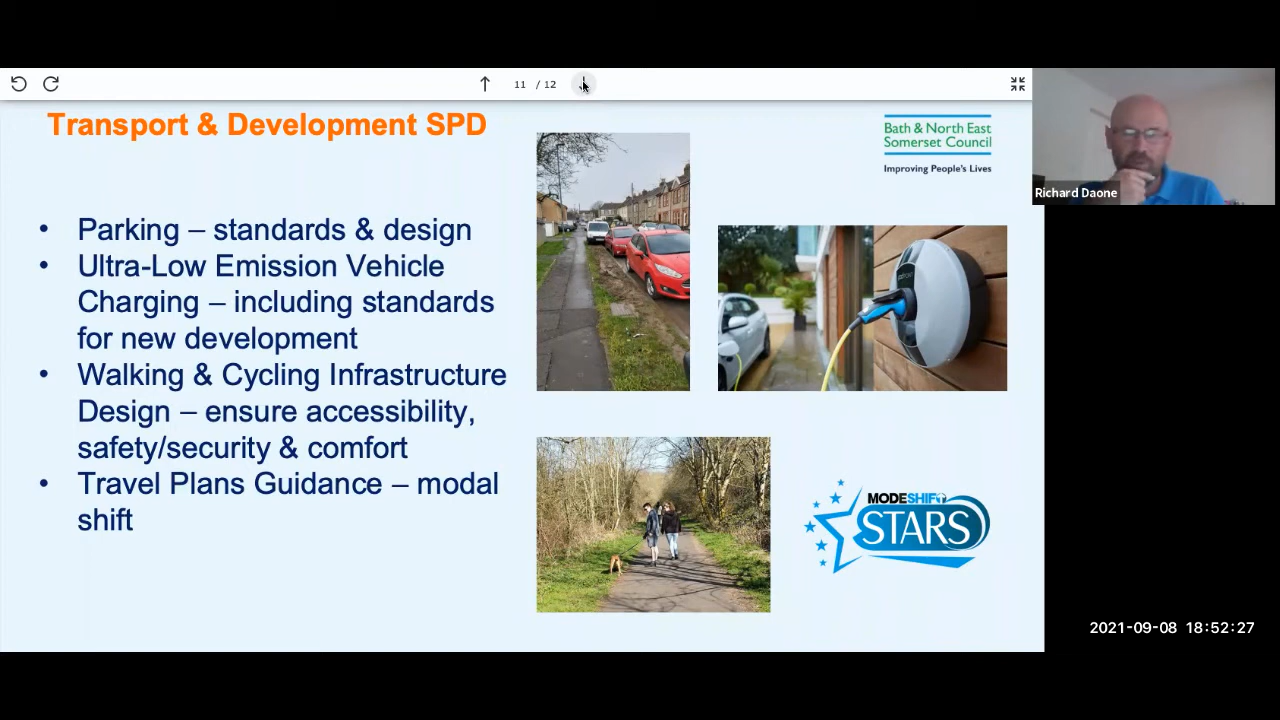 11 / 12
Transport & Development SPD
Bath & North East
Somerset Council
Improving People's Lives
Richard Daone
• Parking – standards & design
• Ultra-Low Emission Vehicle
Charging – including standards
for new development
• Walking & Cycling Infrastructure
Design – ensure accessibility,
safety/security & comfort
• Travel Plans Guidance – modal
shift
MODESHIFT
STARS
2021-09-08 18:52:27